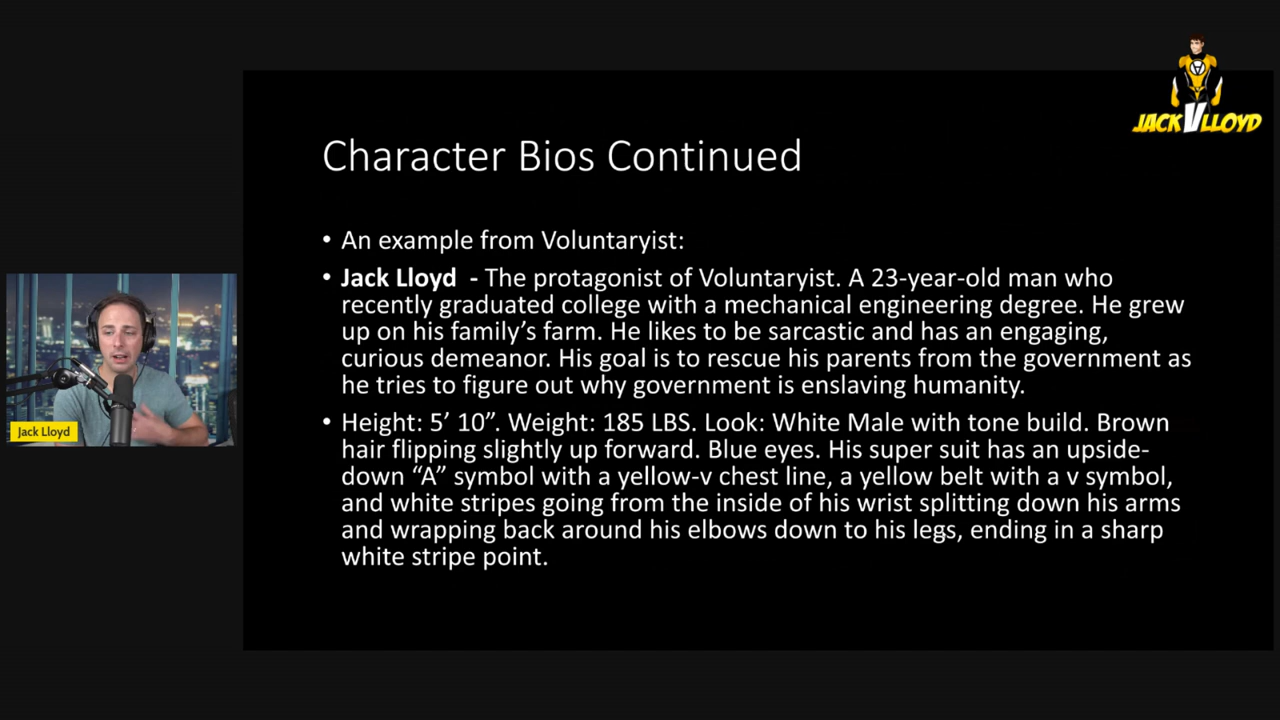 JACK V LLOYD
Character Bios Continued
• An example from Voluntaryist:
• Jack Lloyd - The protagonist of Voluntaryist. A 23-year-old man who
recently graduated college with a mechanical engineering degree. He grew
up on his family’s farm. He likes to be sarcastic and has an engaging,
curious demeanor. His goal is to rescue his parents from the government as
he tries to figure out why government is enslaving humanity.
• Height: 5’ 10”. Weight: 185 LBS. Look: White Male with tone build. Brown
hair flipping slightly up forward. Blue eyes. His super suit has an upside-
down “A” symbol with a yellow-v chest line, a yellow belt with a v symbol,
and white stripes going from the inside of his wrist splitting down his arms
and wrapping back around his elbows down to his legs, ending in a sharp
white stripe point.
Jack Lloyd